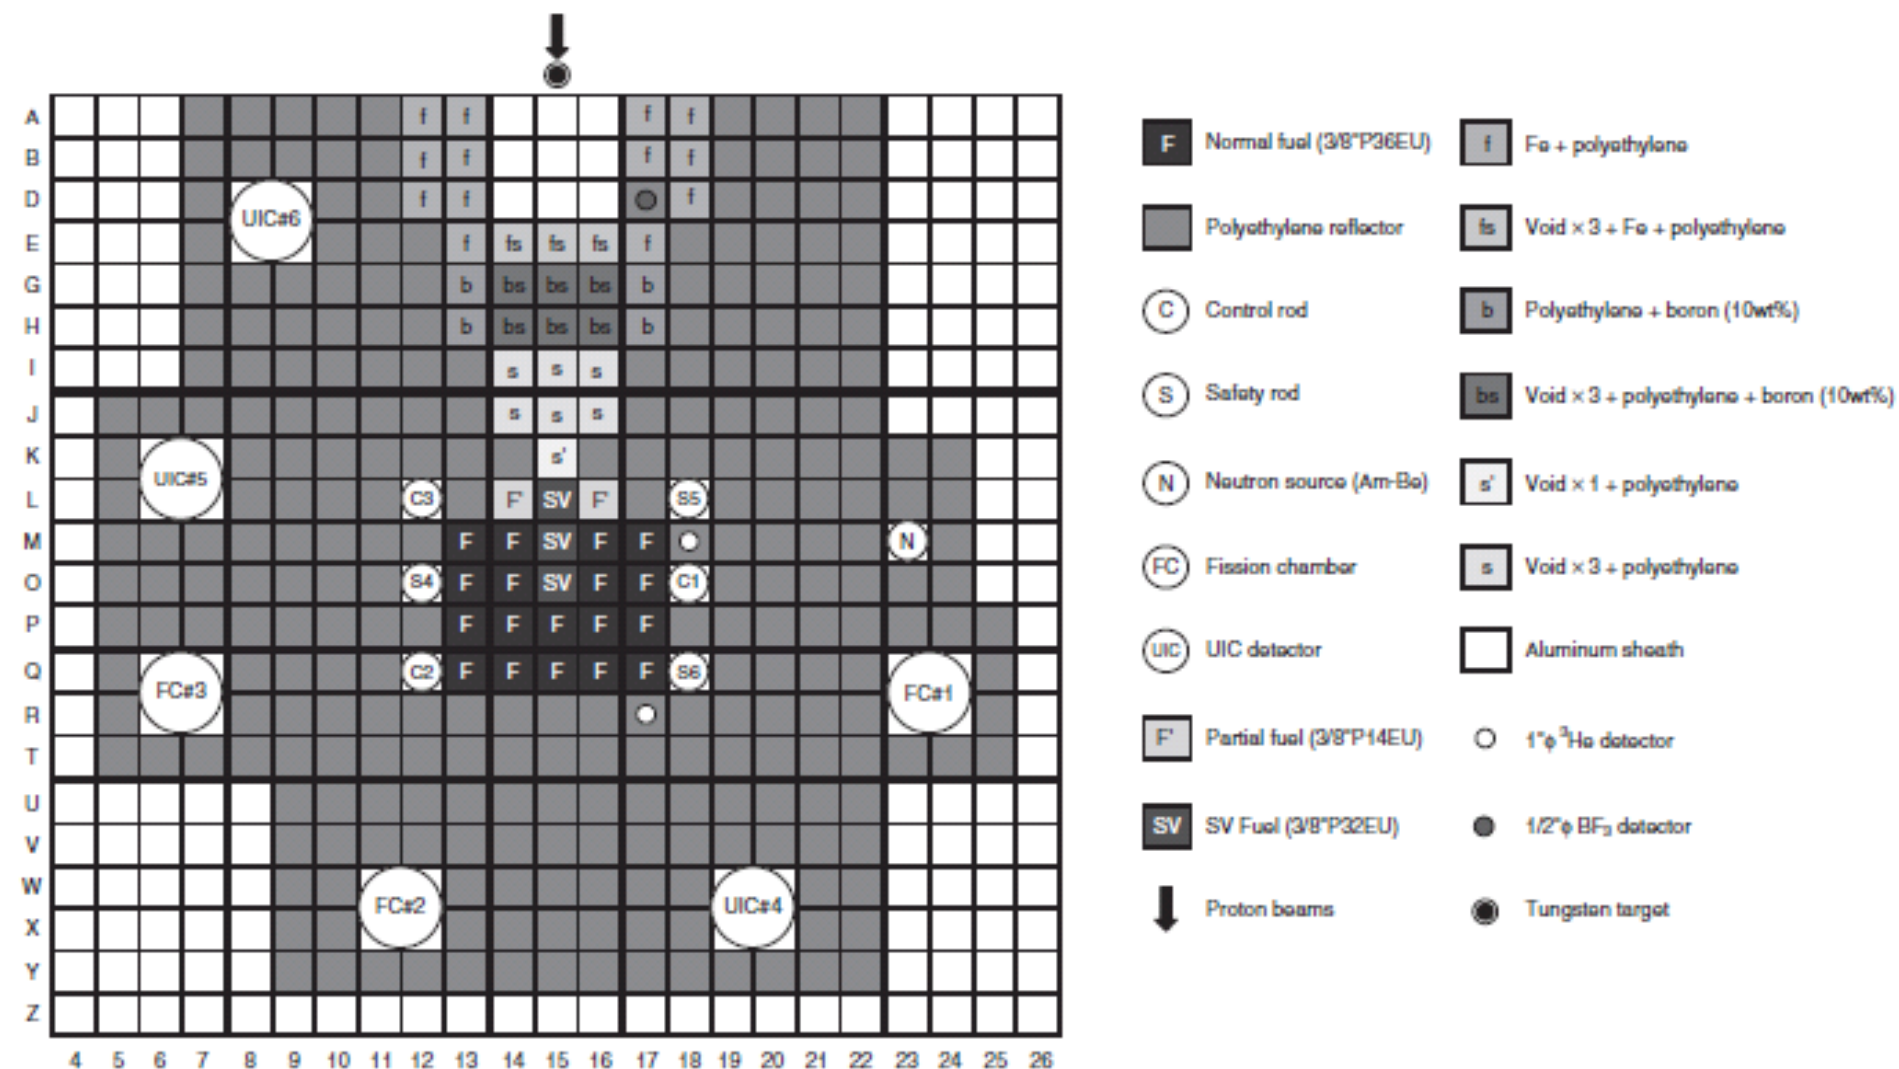 A f f f f
B f f f f
D UIC#6 f f f
E f fs fs fs f
G b bs bs bs b
H b bs bs bs b
I s s s
J s s s
K s'
UIC#5
L C3 F' SV F' S5
M F F SV F F N
O S4 F F SV F F C1
P F F F F F
Q C2 F F F F F S6
FC#3 FC#1
R
T
U
V
W
FC#2 UIC#4
X
Y
Z
4 5 6 7 8 9 10 11 12 13 14 15 16 17 18 19 20 21 22 23 24 25 26
F Normal fuel (3/8"P36EU)
Polyethylene reflector
C Control rod
S Safety rod
N Neutron source (Am-Be)
FC Fission chamber
UIC UIC detector
F' Partial fuel (3/8"P14EU)
SV SV Fuel (3/8"P32EU)
Proton beams
f Fe + polyethylene
fs Void × 3 + Fe + polyethylene
b Polyethylene + boron (10wt%)
bs Void × 3 + polyethylene + boron (10wt%)
s' Void × 1 + polyethylene
s Void × 3 + polyethylene
Aluminum sheath
1"ϕ ³He detector
1/2"ϕ BF₃ detector
Tungsten target